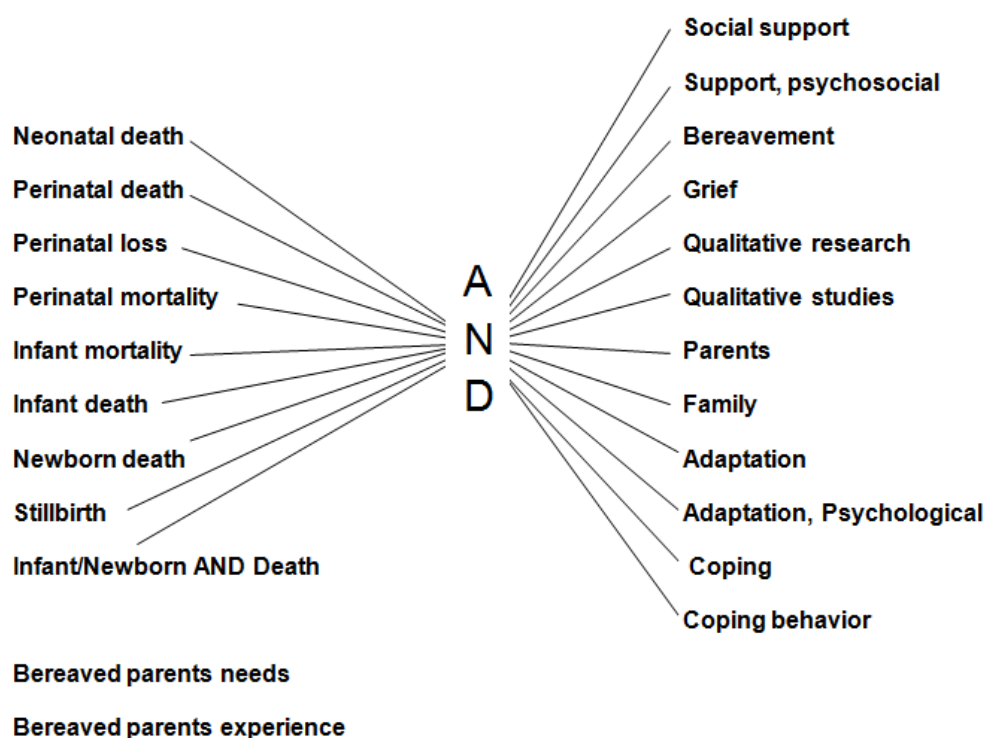 Neonatal death
Perinatal death
Perinatal loss
Perinatal mortality
Infant mortality
Infant death
Newborn death
Stillbirth
Infant/Newborn AND Death
Bereaved parents needs
Bereaved parents experience
A
N
D
Social support
Support, psychosocial
Bereavement
Grief
Qualitative research
Qualitative studies
Parents
Family
Adaptation
Adaptation, Psychological
Coping
Coping behavior